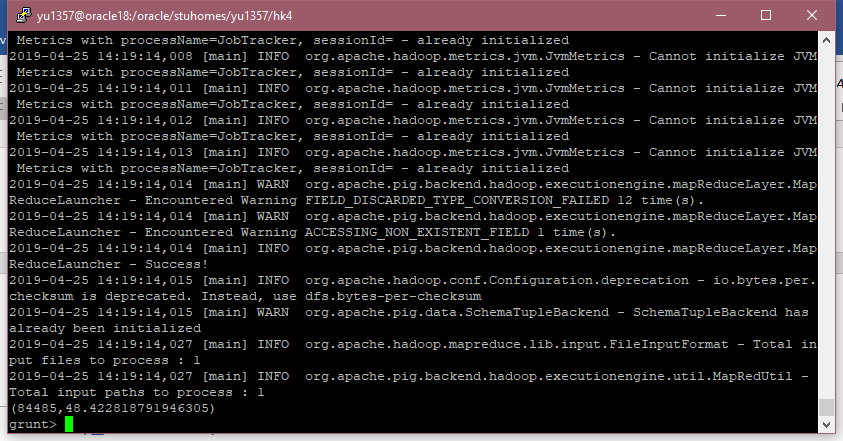 yu1357@oracle18:/oracle/stuhomes/yu1357/hk4
Metrics with processName=JobTracker, sessionId= - already initialized
2019-04-25 14:19:14,008 [main] INFO  org.apache.hadoop.metrics.jvm.JvmMetrics - Cannot initialize JVM
Metrics with processName=JobTracker, sessionId= - already initialized
2019-04-25 14:19:14,011 [main] INFO  org.apache.hadoop.metrics.jvm.JvmMetrics - Cannot initialize JVM
Metrics with processName=JobTracker, sessionId= - already initialized
2019-04-25 14:19:14,012 [main] INFO  org.apache.hadoop.metrics.jvm.JvmMetrics - Cannot initialize JVM
Metrics with processName=JobTracker, sessionId= - already initialized
2019-04-25 14:19:14,013 [main] INFO  org.apache.hadoop.metrics.jvm.JvmMetrics - Cannot initialize JVM
Metrics with processName=JobTracker, sessionId= - already initialized
2019-04-25 14:19:14,014 [main] WARN  org.apache.pig.backend.hadoop.executionengine.mapReduceLayer.Map
ReduceLauncher - Encountered Warning FIELD_DISCARDED_TYPE_CONVERSION_FAILED 12 time(s).
2019-04-25 14:19:14,014 [main] WARN  org.apache.pig.backend.hadoop.executionengine.mapReduceLayer.Map
ReduceLauncher - Encountered Warning ACCESSING_NON_EXISTENT_FIELD 1 time(s).
2019-04-25 14:19:14,014 [main] INFO  org.apache.pig.backend.hadoop.executionengine.mapReduceLayer.Map
ReduceLauncher - Success!
2019-04-25 14:19:14,015 [main] INFO  org.apache.hadoop.conf.Configuration.deprecation - io.bytes.per.
checksum is deprecated. Instead, use dfs.bytes-per-checksum
2019-04-25 14:19:14,015 [main] WARN  org.apache.pig.data.SchemaTupleBackend - SchemaTupleBackend has
already been initialized
2019-04-25 14:19:14,027 [main] INFO  org.apache.hadoop.mapreduce.lib.input.FileInputFormat - Total in
put files to process : 1
2019-04-25 14:19:14,027 [main] INFO  org.apache.pig.backend.hadoop.executionengine.util.MapRedUtil -
Total input paths to process : 1
(84485,48.422818791946305)
grunt>